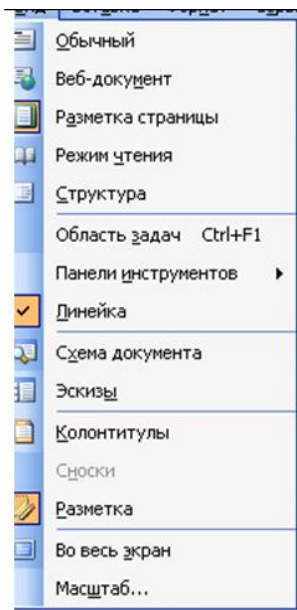 Обычный
Веб-документ
Разметка страницы
Режим чтения
Структура
Область задач Ctrl+F1
Панели инструментов
Линейка
Схема документа
Эскизы
Колонтитулы
Сноски
Разметка
Во весь экран
Масштаб...